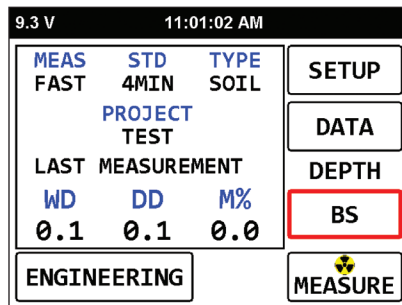 9.3 V 11:01:02 AM
MEAS STD TYPE
FAST 4MIN SOIL
PROJECT
TEST
LAST MEASUREMENT
WD DD M%
0.1 0.1 0.0
SETUP
DATA
DEPTH
BS
ENGINEERING
MEASURE